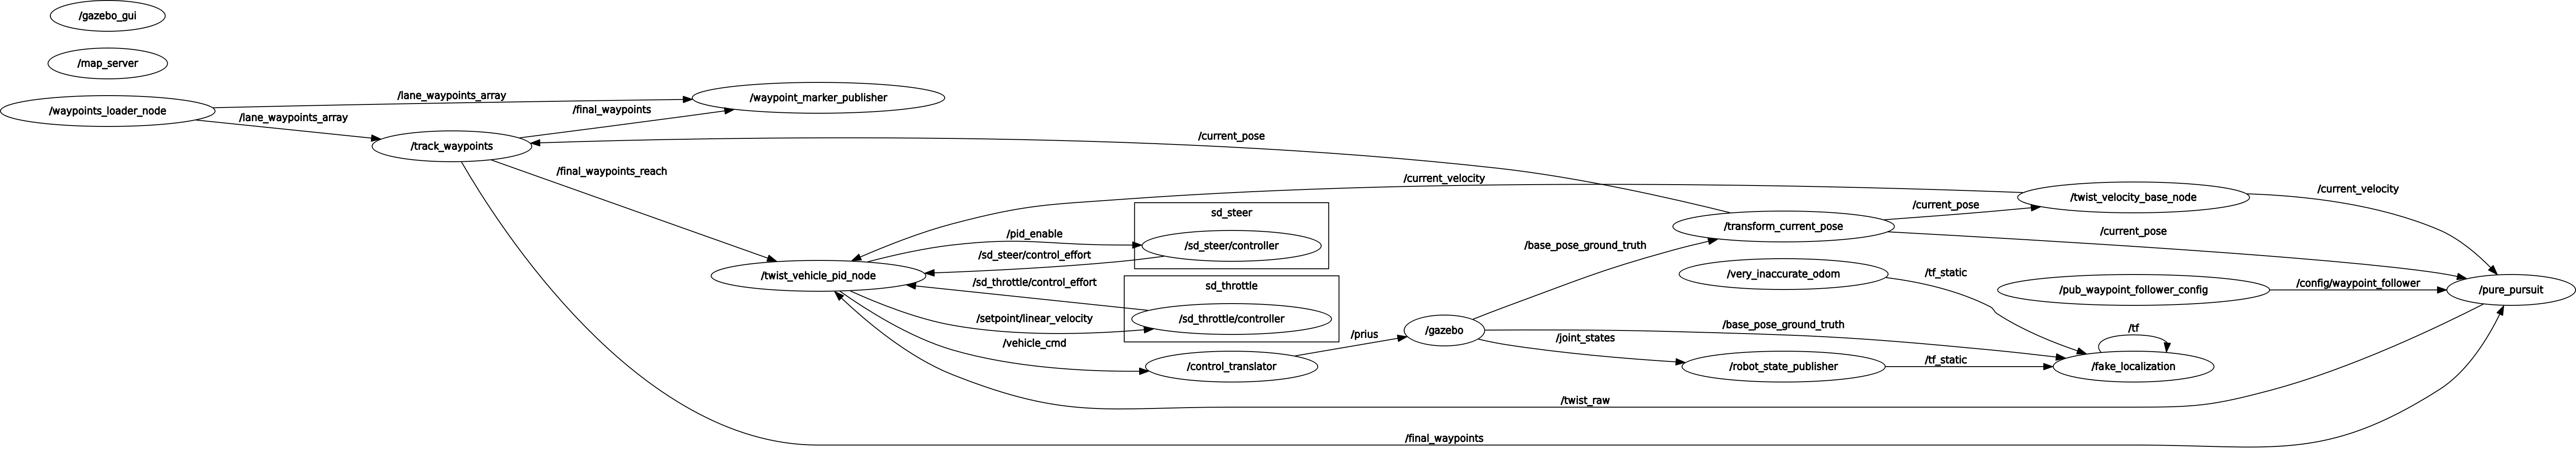 /gazebo_gui
/map_server
/waypoints_loader_node
/lane_waypoints_array
/lane_waypoints_array
/waypoint_marker_publisher
/final_waypoints
/track_waypoints
/current_pose
/final_waypoints_reach
/current_velocity
/twist_velocity_base_node
/current_velocity
/current_pose
sd_steer
/transform_current_pose
/current_pose
/pid_enable
/sd_steer/controller
/base_pose_ground_truth
/sd_steer/control_effort
/twist_vehicle_pid_node
/very_inaccurate_odom
/tf_static
/sd_throttle/control_effort
sd_throttle
/pub_waypoint_follower_config
/config/waypoint_follower
/pure_pursuit
/setpoint/linear_velocity
/sd_throttle/controller
/gazebo
/prius
/base_pose_ground_truth
/tf
/joint_states
/vehicle_cmd
/control_translator
/robot_state_publisher
/tf_static
/fake_localization
/twist_raw
/final_waypoints